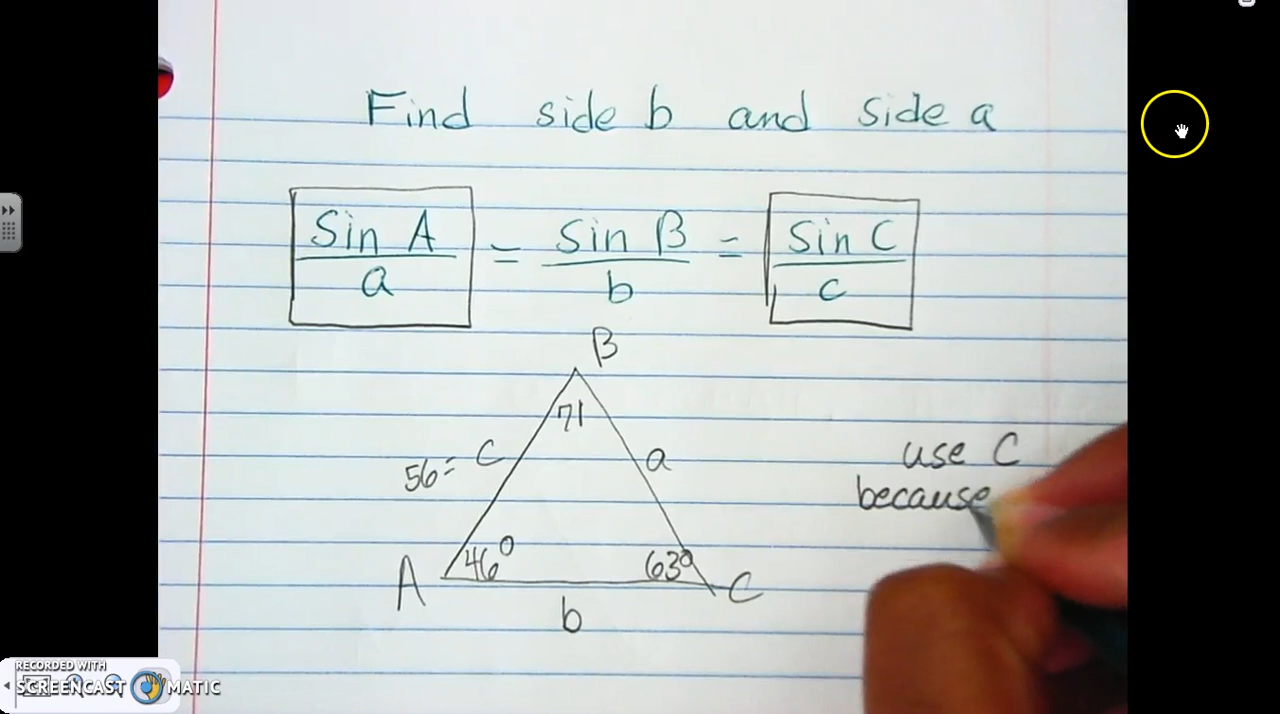 Find side b and side a
Sin A = Sin B = Sin C
a b c
B
71
56= c a
use C
because
46° 63°
A C
b
RECORDED WITH
SCREENCAST MATIC